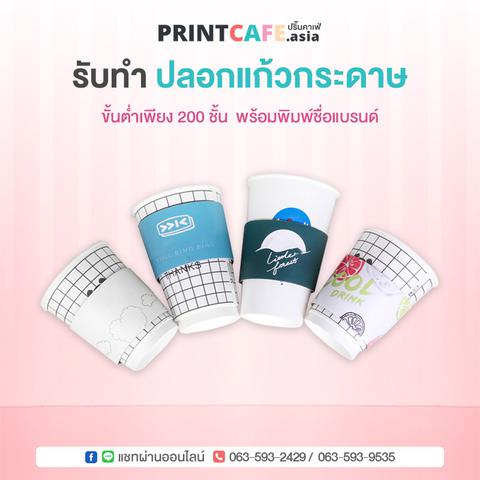 PRINTCAFE.asia ปริ๊นคาเฟ่
รับทำ ปลอกแก้วกระดาษ
ขั้นต่ำเพียง 200 ชิ้น พร้อมพิมพ์ชื่อแบรนด์
THANKS
forest
DRINK
แชทผ่านออนไลน์ 063-593-2429 / 063-593-9535